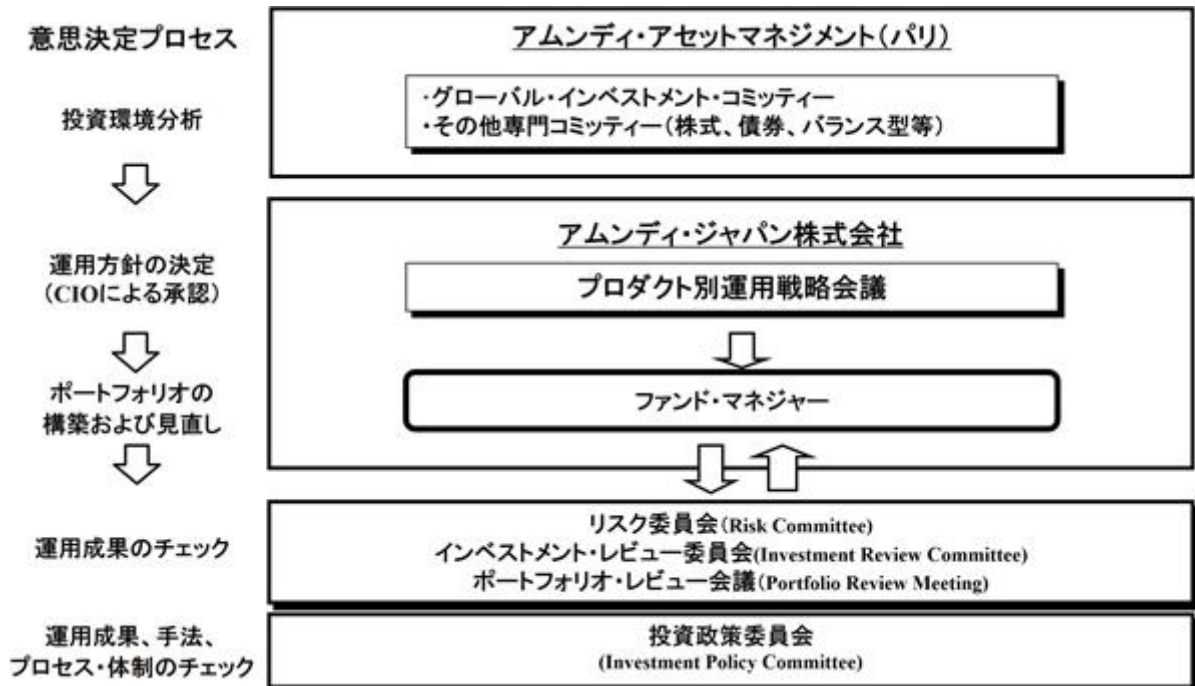 意思決定プロセス
アムンディ・アセットマネジメント（パリ）
投資環境分析
・グローバル・インベストメント・コミッティー
・その他専門コミッティー（株式、債券、バランス型等）
アムンディ・ジャパン株式会社
運用方針の決定
（CIOによる承認）
プロダクト別運用戦略会議
ポートフォリオの
構築および見直し
ファンド・マネジャー
運用成果のチェック
リスク委員会（Risk Committee）
インベストメント・レビュー委員会（Investment Review Committee）
ポートフォリオ・レビュー会議（Portfolio Review Meeting）
運用成果、手法、
プロセス・体制のチェック
投資政策委員会
(Investment Policy Committee)